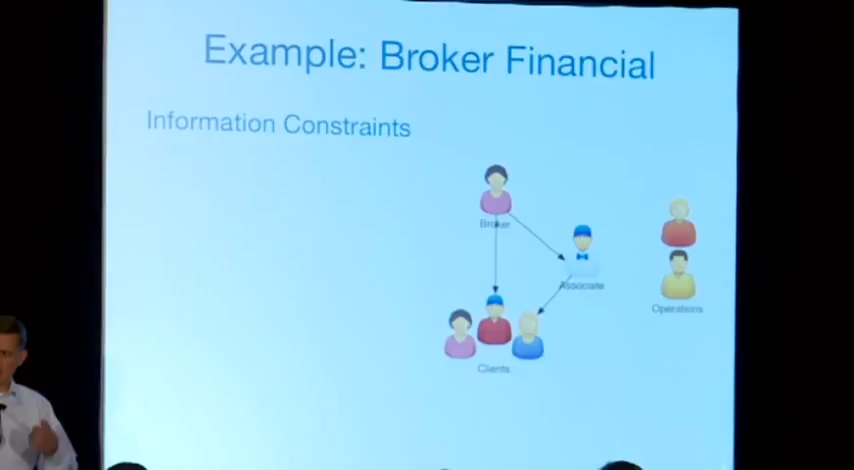 Example: Broker Financial
Information Constraints
Broker
Associate
Operations
Clients